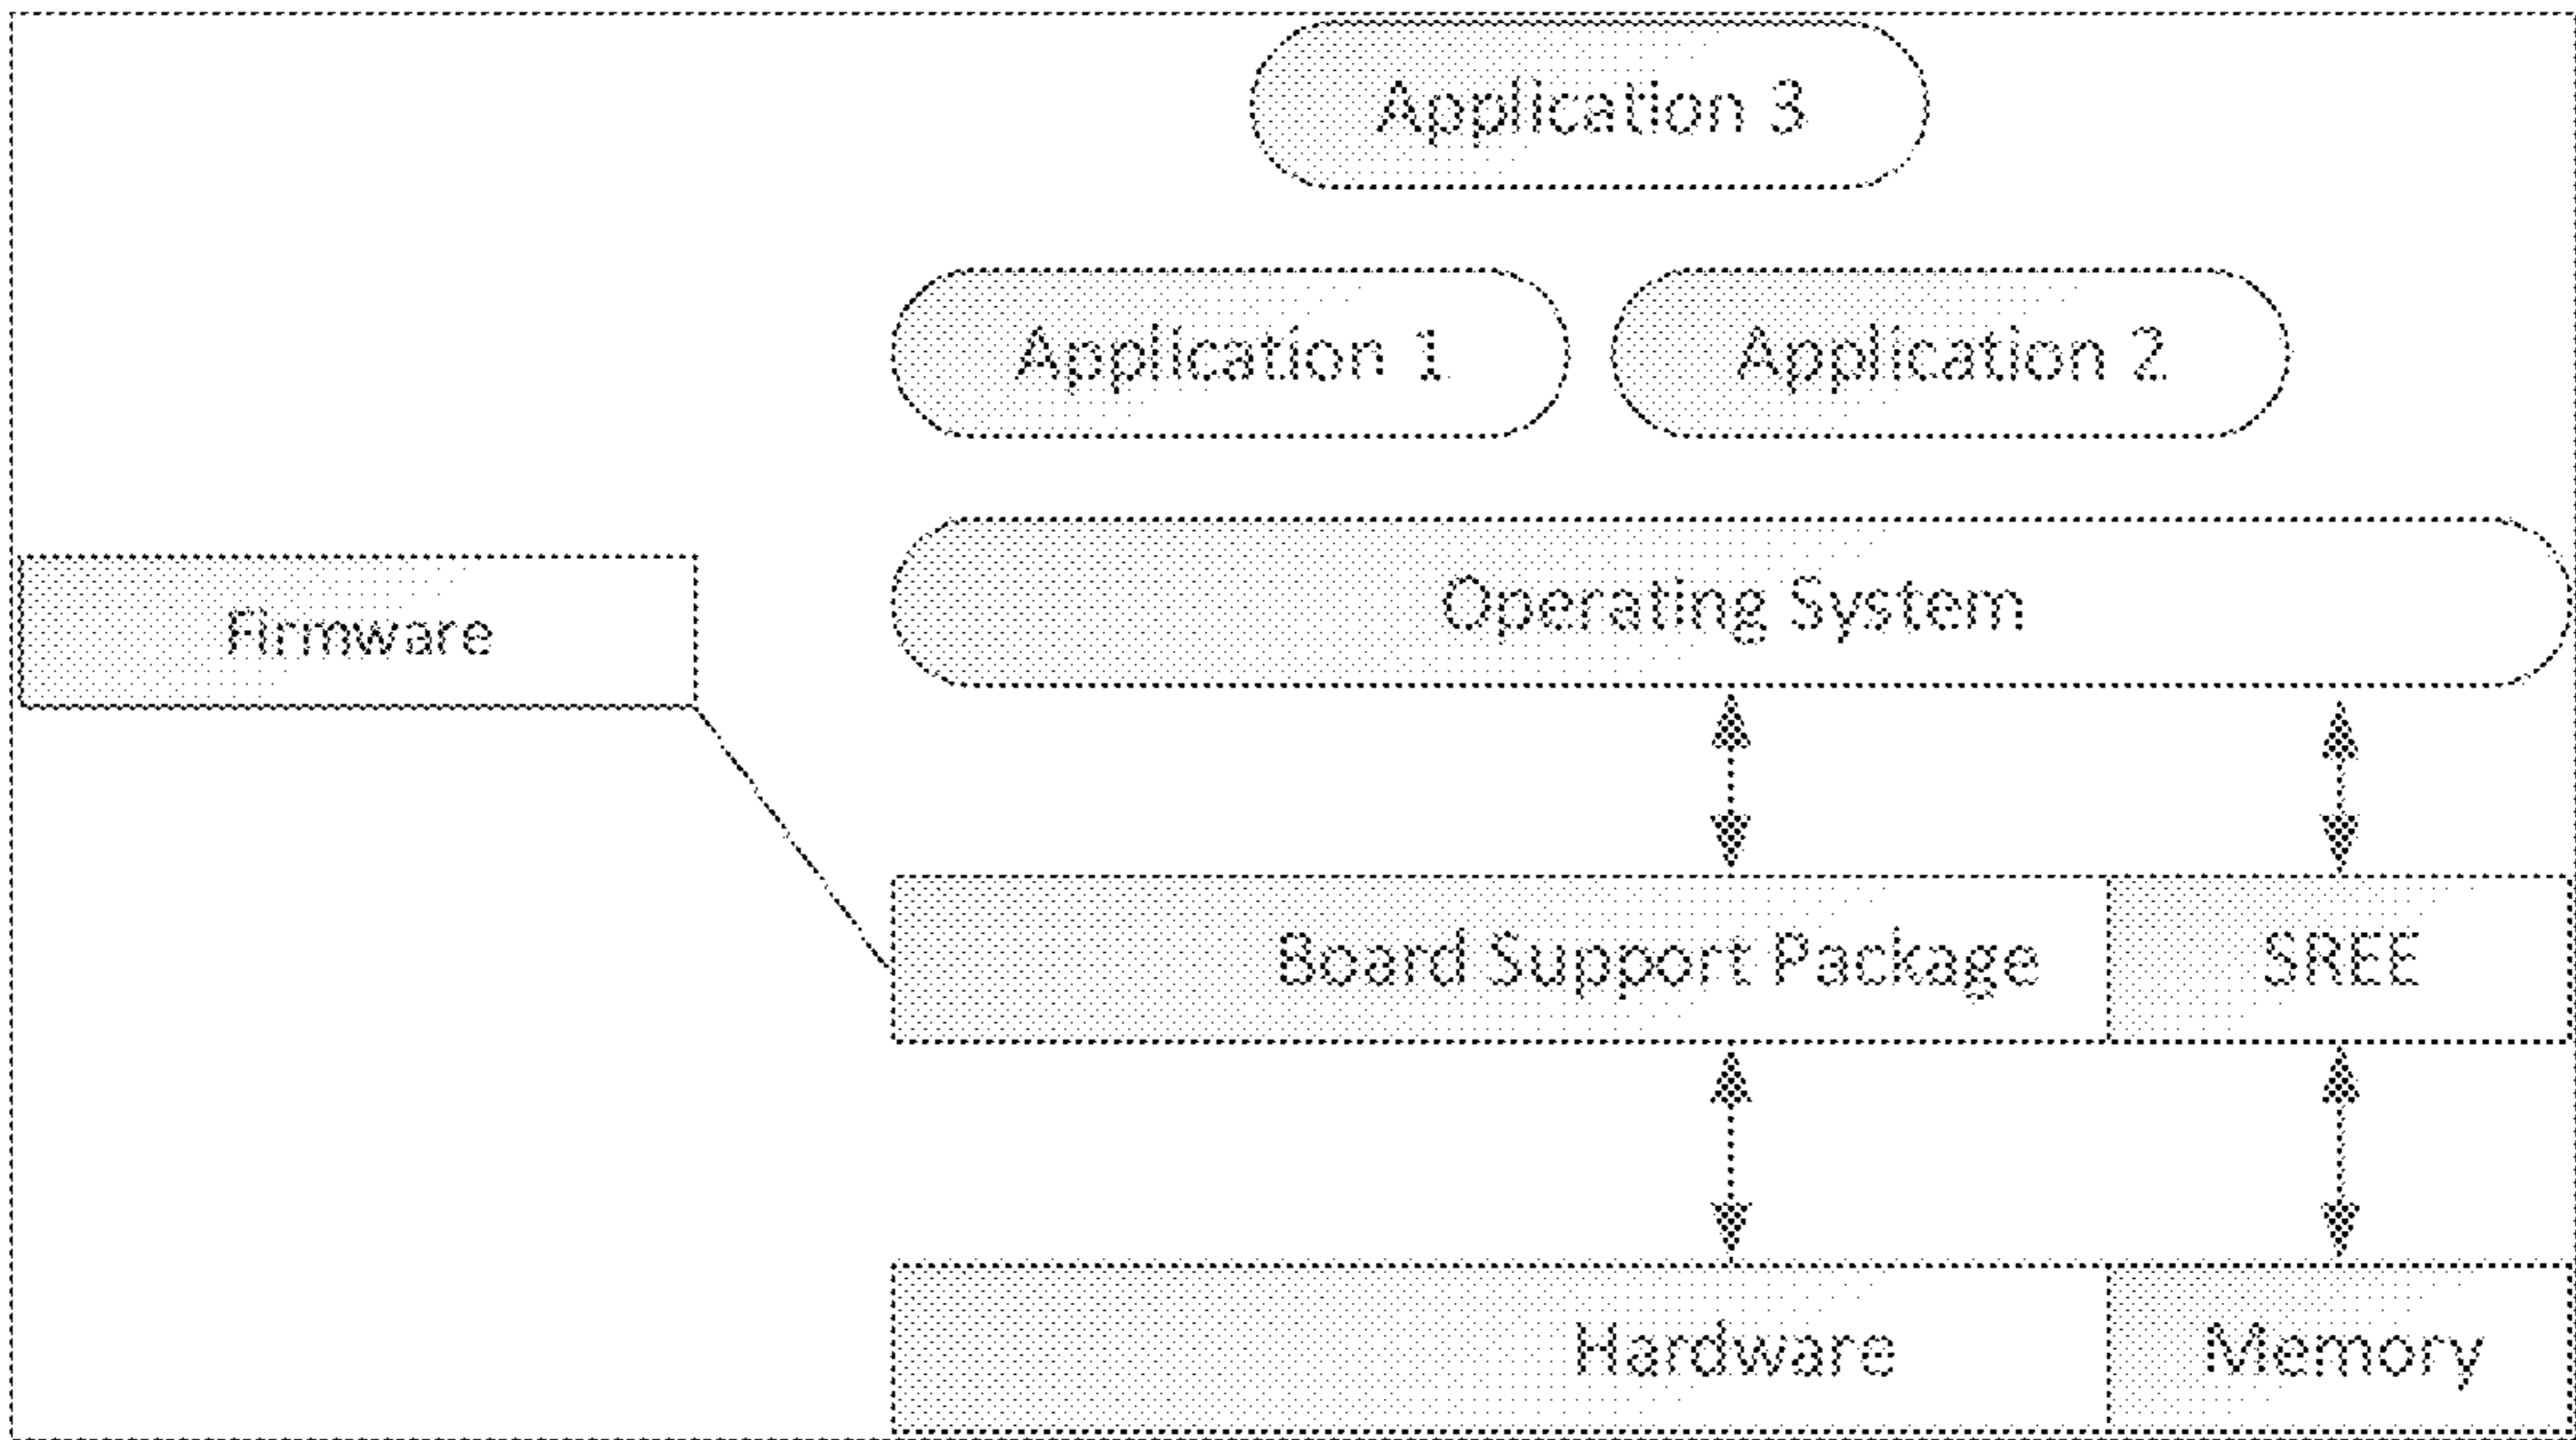 Application 3
Application 1
Application 2
Operating System
Firmware
Board Support Package
SREE
Hardware
Memory